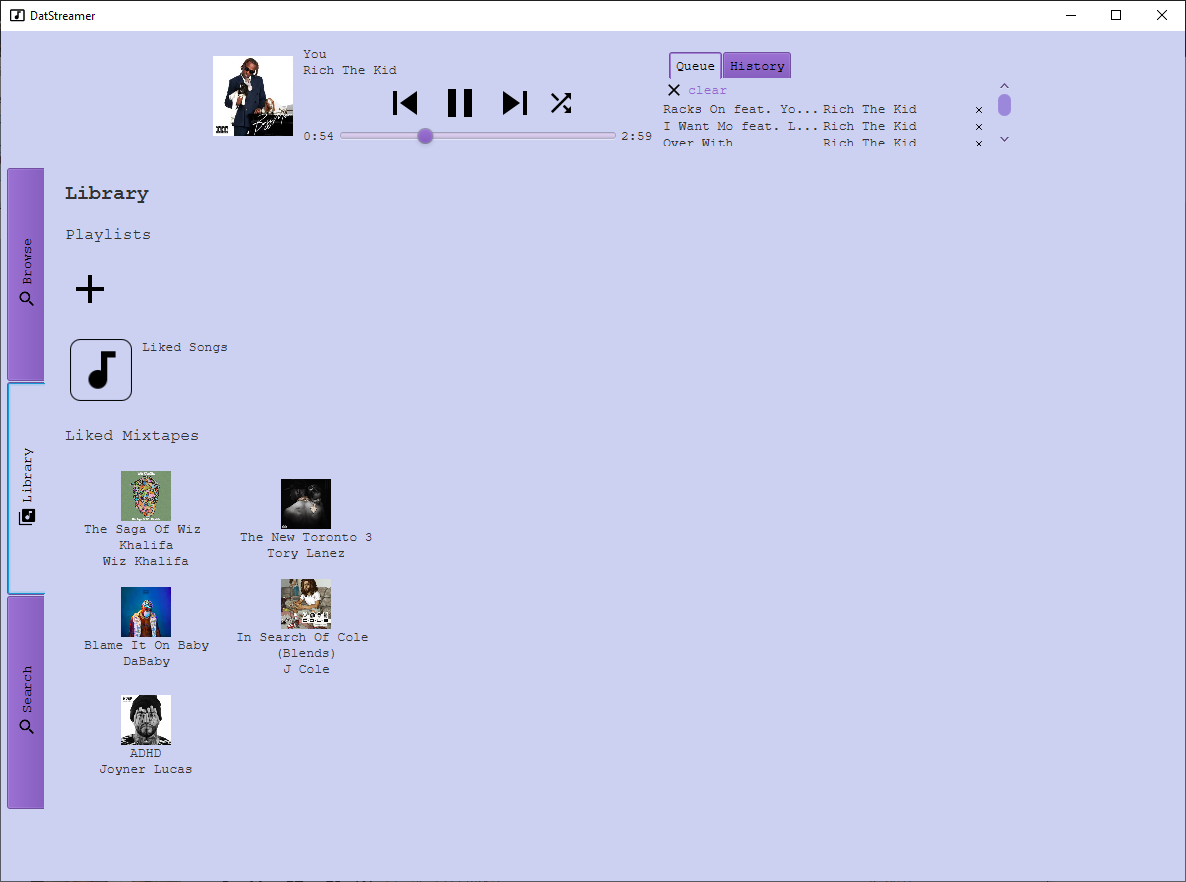 DatStreamer
You
Rich The Kid
0:54
2:59
Queue
History
clear
Racks On feat. Yo... Rich The Kid ×
I Want Mo feat. L... Rich The Kid ×
Over With Rich The Kid ×
Browse
Library
Search
Library
Playlists
Liked Songs
Liked Mixtapes
The Saga Of Wiz
Khalifa
Wiz Khalifa
The New Toronto 3
Tory Lanez
Blame It On Baby
DaBaby
In Search Of Cole
(Blends)
J Cole
ADHD
Joyner Lucas